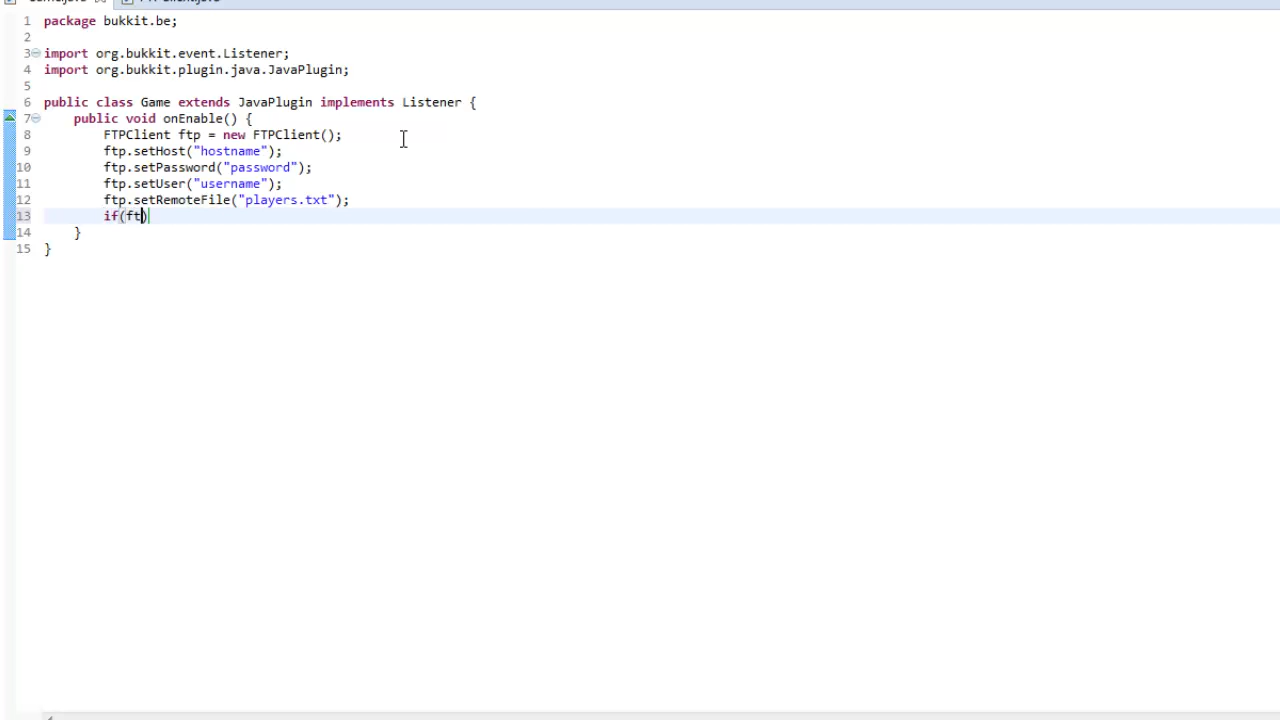 1 package bukkit.be;
2
3 import org.bukkit.event.Listener;
4 import org.bukkit.plugin.java.JavaPlugin;
5
6 public class Game extends JavaPlugin implements Listener {
7 public void onEnable() {
8 FTPClient ftp = new FTPClient();
9 ftp.setHost("hostname");
10 ftp.setPassword("password");
11 ftp.setUser("username");
12 ftp.setRemoteFile("players.txt");
13 if(ft)
14 }
15 }